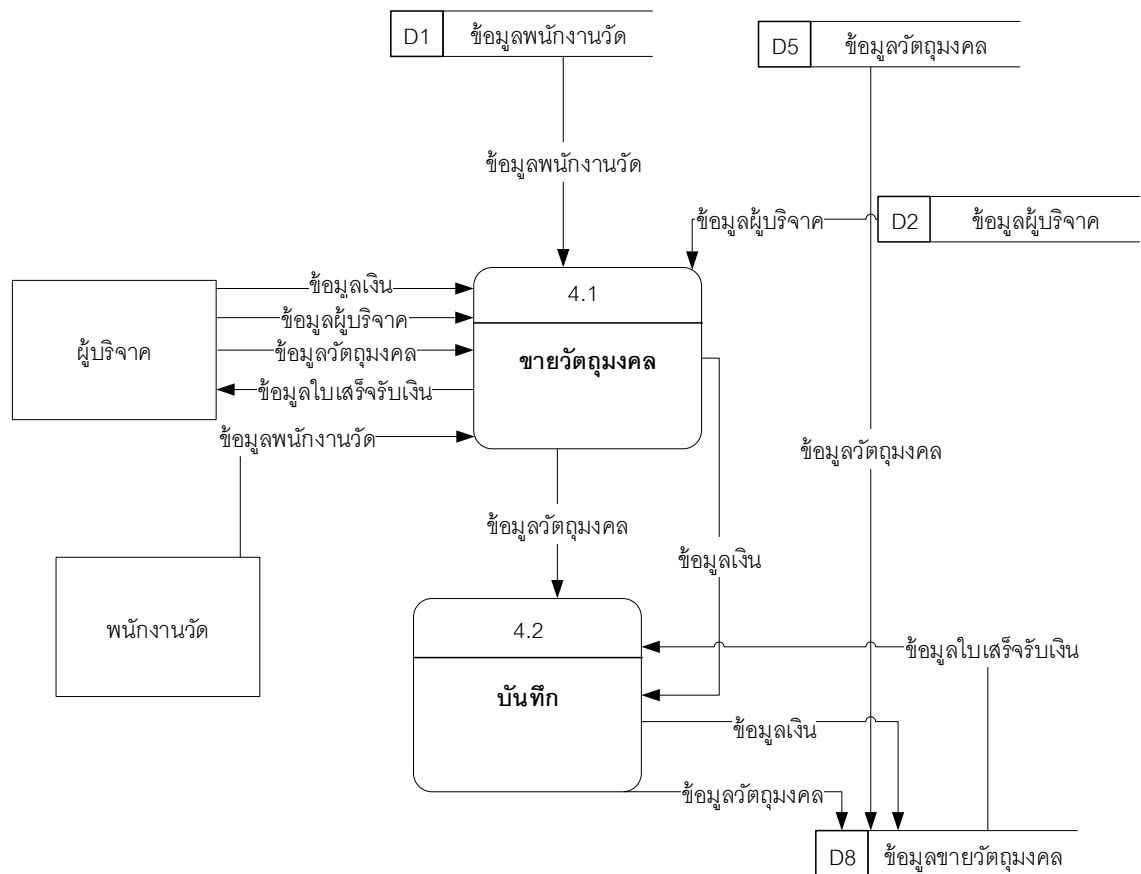 D1 ข้อมูลพนักงานวัด
D5 ข้อมูลวัตถุมงคล
ข้อมูลพนักงานวัด
ข้อมูลผู้บริจาค
D2 ข้อมูลผู้บริจาค
ข้อมูลเงิน
4.1
ข้อมูลผู้บริจาค
ผู้บริจาค
ข้อมูลวัตถุมงคล
ขายวัตถุมงคล
ข้อมูลใบเสร็จรับเงิน
ข้อมูลพนักงานวัด
ข้อมูลวัตถุมงคล
ข้อมูลวัตถุมงคล
ข้อมูลเงิน
พนักงานวัด
4.2
ข้อมูลใบเสร็จรับเงิน
บันทึก
ข้อมูลเงิน
ข้อมูลวัตถุมงคล
D8 ข้อมูลขายวัตถุมงคล